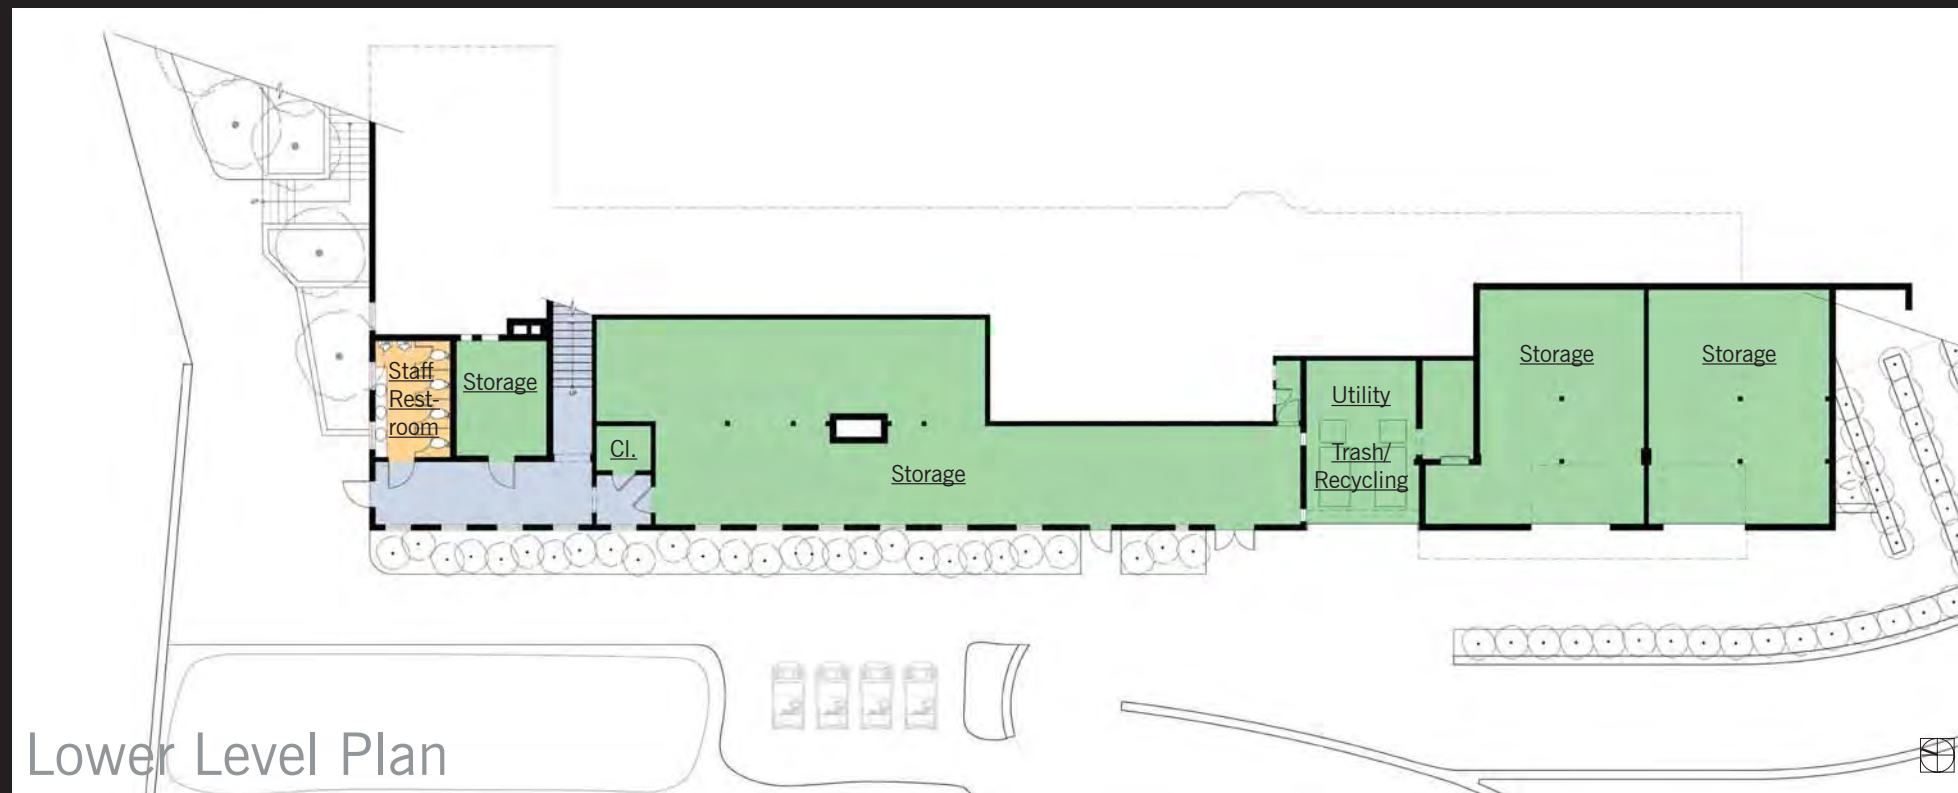 Staff
Rest-
room
Storage
Cl.
Storage
Utility
Trash/
Recycling
Storage
Storage
Lower Level Plan